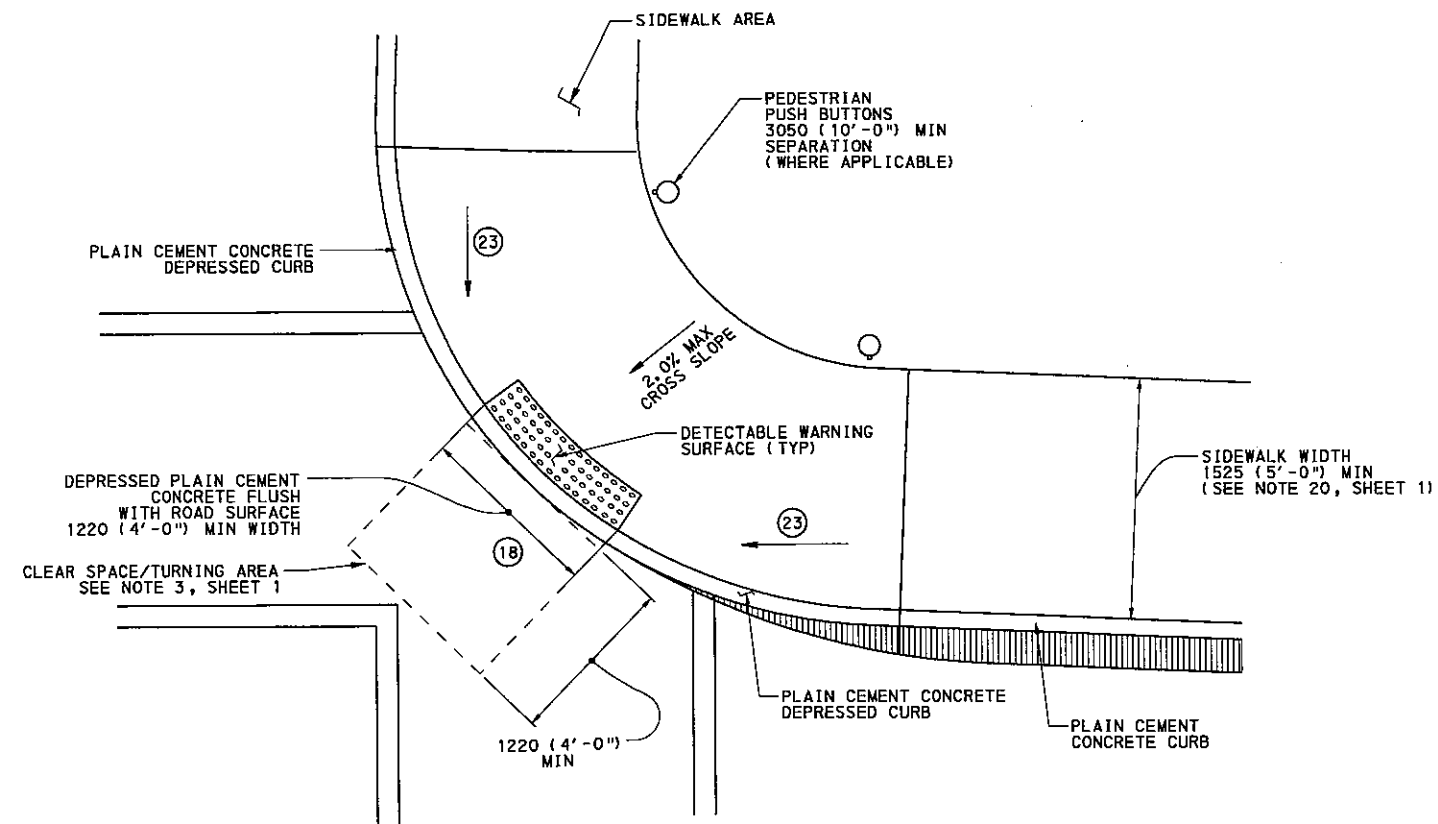 SIDEWALK AREA
PEDESTRIAN
PUSH BUTTONS
3050 (10'-0") MIN
SEPARATION
(WHERE APPLICABLE)
PLAIN CEMENT CONCRETE
DEPRESSED CURB
23
2.0% MAX
CROSS SLOPE
DETECTABLE WARNING
SURFACE (TYP)
SIDEWALK WIDTH
1525 (5'-0") MIN
(SEE NOTE 20, SHEET 1)
DEPRESSED PLAIN CEMENT
CONCRETE FLUSH
WITH ROAD SURFACE
1220 (4'-0") MIN WIDTH
23
18
CLEAR SPACE/TURNING AREA
SEE NOTE 3, SHEET 1
PLAIN CEMENT CONCRETE
DEPRESSED CURB
PLAIN CEMENT
CONCRETE CURB
1220 (4'-0")
MIN